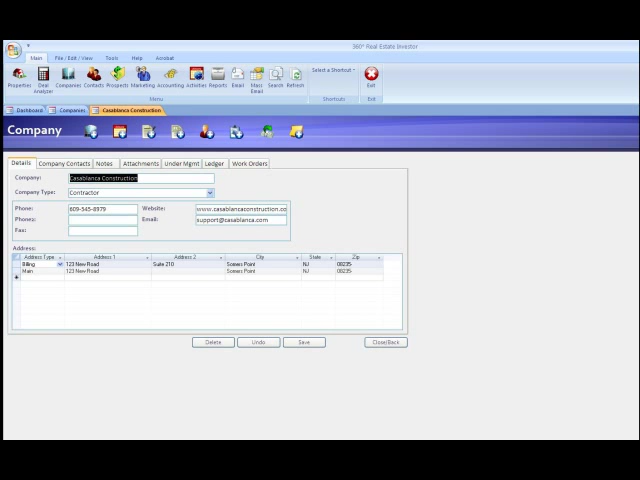 360° Real Estate Investor
Main File / Edit / View Tools Help Acrobat
Properties Deal Analyzer Companies Contacts Prospects Marketing Accounting Activities Reports Email Mass Email Search Refresh Select a Shortcut Exit
Menu Shortcuts Exit
Dashboard Companies Casablanca Construction
Company
Details Company Contacts Notes Attachments Under Mgmt Ledger Work Orders
Company: Casablanca Construction
Company Type: Contractor
Phone: 609-545-8979 Website: www.casablancaconstruction.co
Phones: Email: support@casablanca.com
Fax:
Address:
Address Type Address 1 Address 2 City State Zip
Billing 123 New Road Suite 210 Somers Point NJ 08235-
Main 123 New Road Somers Point NJ 08235-
Delete Undo Save Close/Back